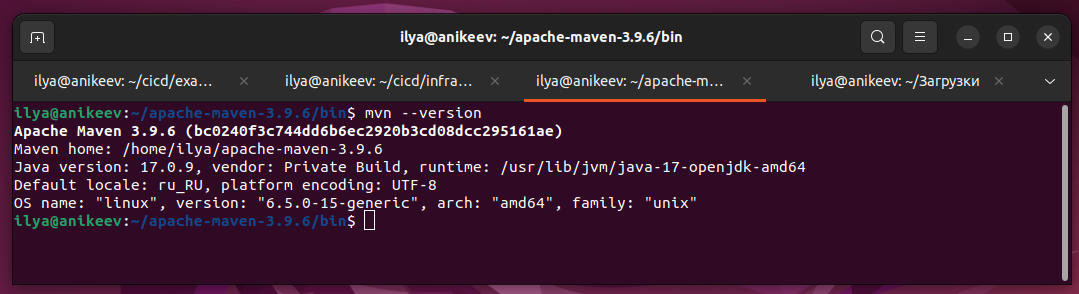 ilya@anikeev: ~/apache-maven-3.9.6/bin
ilya@anikeev: ~/cicd/exa…
ilya@anikeev: ~/cicd/infra…
ilya@anikeev: ~/apache-m…
ilya@anikeev: ~/Загрузки
ilya@anikeev:~/apache-maven-3.9.6/bin$ mvn --version
Apache Maven 3.9.6 (bc0240f3c744dd6b6ec2920b3cd08dcc295161ae)
Maven home: /home/ilya/apache-maven-3.9.6
Java version: 17.0.9, vendor: Private Build, runtime: /usr/lib/jvm/java-17-openjdk-amd64
Default locale: ru_RU, platform encoding: UTF-8
OS name: "linux", version: "6.5.0-15-generic", arch: "amd64", family: "unix"
ilya@anikeev:~/apache-maven-3.9.6/bin$